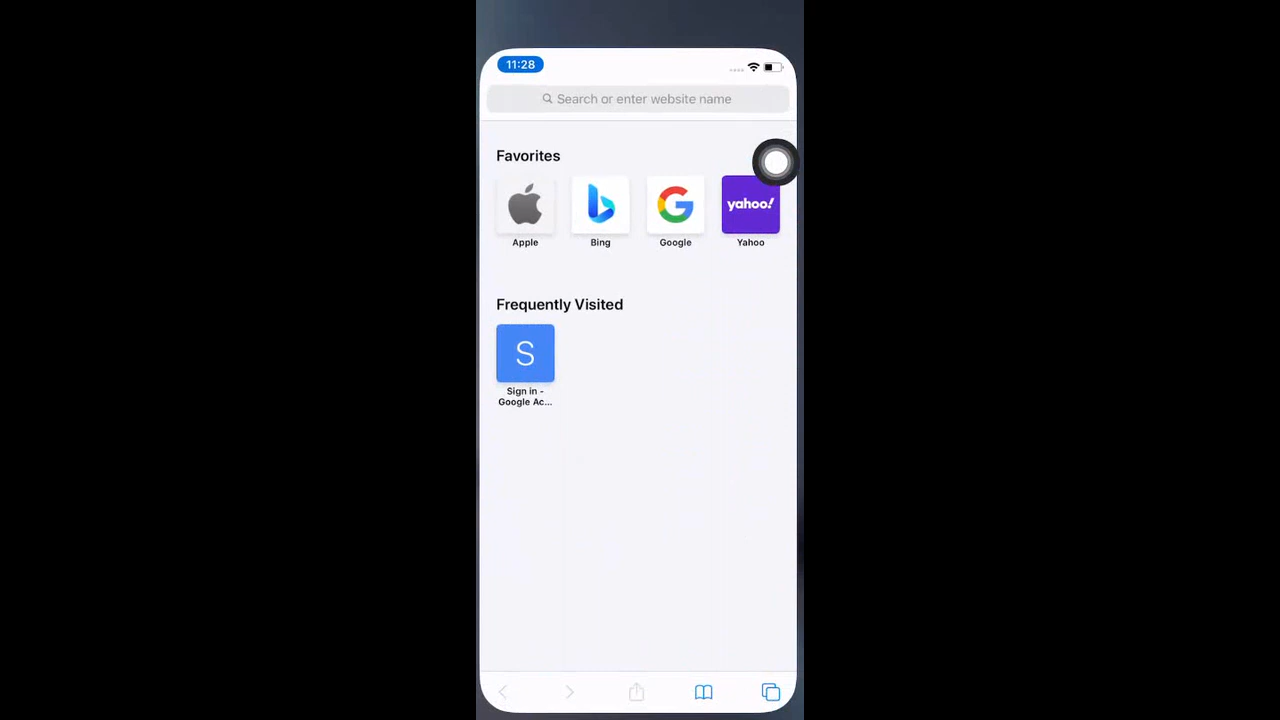 11:28
Search or enter website name
Favorites
yahoo!
Apple
Bing
Google
Yahoo
Frequently Visited
S
Sign in -
Google Ac...